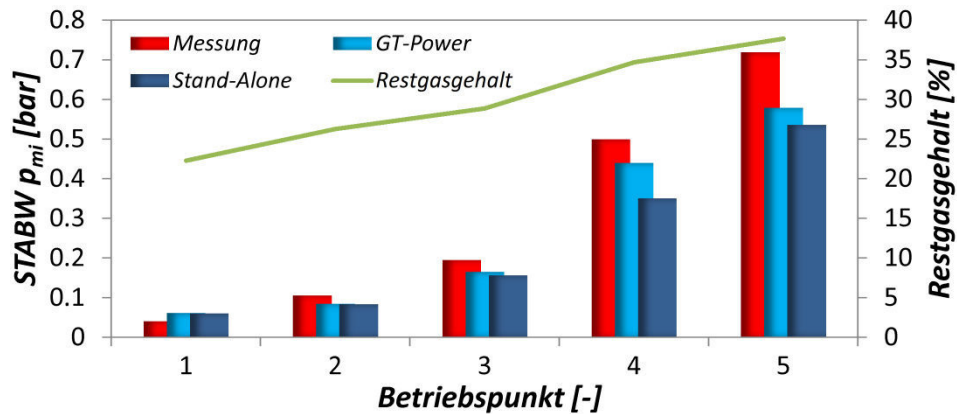 0.8
0.7
0.6
0.5
0.4
0.3
0.2
0.1
0
STABW pmi [bar]
Messung
GT-Power
Stand-Alone
Restgasgehalt
40
35
30
25
20
15
10
5
0
Restgasgehalt [%]
1 2 3 4 5
Betriebspunkt [-]